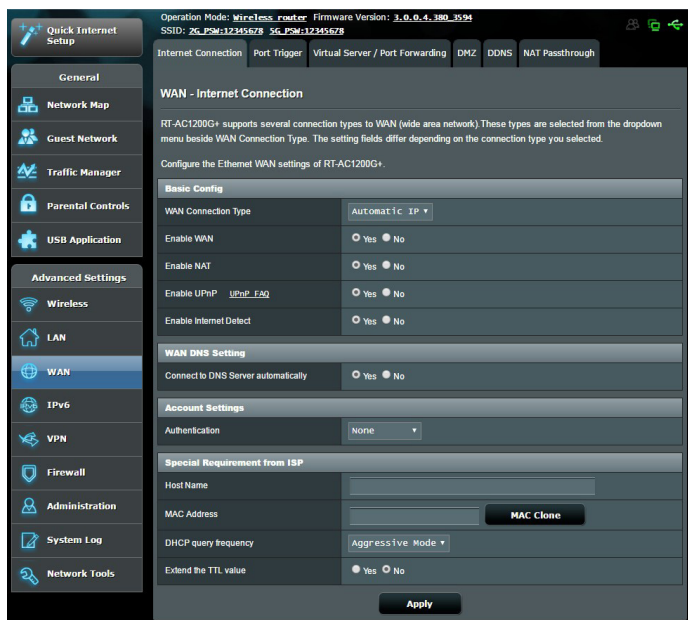 Quick Internet
Setup
General
Network Map
Guest Network
Traffic Manager
Parental Controls
USB Application
Advanced Settings
Wireless
LAN
WAN
IPv6
VPN
Firewall
Administration
System Log
Network Tools
Operation Mode: Wireless router Firmware Version: 3.0.0.4.380_3594
SSID: 2G_PSW:12345678 5G_PSW:12345678
Internet Connection Port Trigger Virtual Server / Port Forwarding DMZ DDNS NAT Passthrough
WAN - Internet Connection
RT-AC1200G+ supports several connection types to WAN (wide area network).These types are selected from the dropdown
menu beside WAN Connection Type. The setting fields differ depending on the connection type you selected.
Configure the Ethernet WAN settings of RT-AC1200G+.
Basic Config
WAN Connection Type Automatic IP
Enable WAN Yes No
Enable NAT Yes No
Enable UPnP UPnP FAQ Yes No
Enable Internet Detect Yes No
WAN DNS Setting
Connect to DNS Server automatically Yes No
Account Settings
Authentication None
Special Requirement from ISP
Host Name
MAC Address MAC Clone
DHCP query frequency Aggressive Mode
Extend the TTL value Yes No
Apply